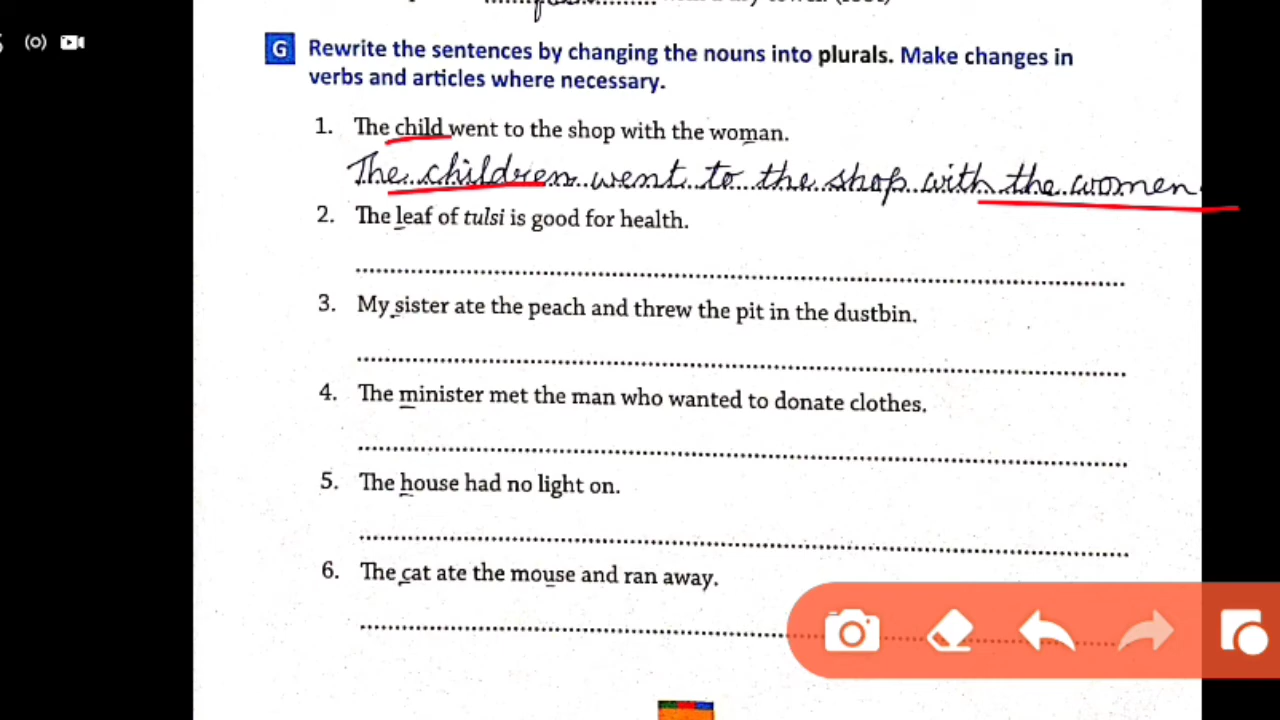 G Rewrite the sentences by changing the nouns into plurals. Make changes in
verbs and articles where necessary.
1. The child went to the shop with the woman.
The children went to the shop with the women.
2. The leaf of tulsi is good for health.
3. My sister ate the peach and threw the pit in the dustbin.
4. The minister met the man who wanted to donate clothes.
5. The house had no light on.
6. The cat ate the mouse and ran away.